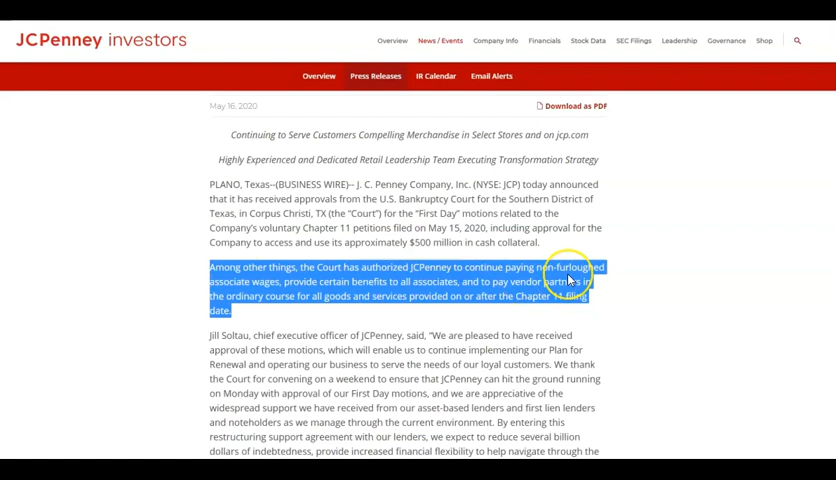 JCPenney investors
Overview News / Events Company Info Financials Stock Data SEC Filings Leadership Governance Shop
Overview Press Releases IR Calendar Email Alerts
May 16, 2020 Download as PDF
Continuing to Serve Customers Compelling Merchandise in Select Stores and on jcp.com
Highly Experienced and Dedicated Retail Leadership Team Executing Transformation Strategy
PLANO, Texas--(BUSINESS WIRE)-- J. C. Penney Company, Inc. (NYSE: JCP) today announced
that it has received approvals from the U.S. Bankruptcy Court for the Southern District of
Texas, in Corpus Christi, TX (the “Court”) for the “First Day” motions related to the
Company’s voluntary Chapter 11 petitions filed on May 15, 2020, including approval for the
Company to access and use its approximately $500 million in cash collateral.
Among other things, the Court has authorized JCPenney to continue paying non-furloughed
associate wages, provide certain benefits to all associates, and to pay vendor partners in
the ordinary course for all goods and services provided on or after the Chapter 11 filing
date.
Jill Soltau, chief executive officer of JCPenney, said, “We are pleased to have received
approval of these motions, which will enable us to continue implementing our Plan for
Renewal and operating our business to serve the needs of our loyal customers. We thank
the Court for convening on a weekend to ensure that JCPenney can hit the ground running
on Monday with approval of our First Day motions, and we are appreciative of the
widespread support we have received from our asset-based lenders and first lien lenders
and noteholders as we manage through the current environment. By entering this
restructuring support agreement with our lenders, we expect to reduce several billion
dollars of indebtedness, provide increased financial flexibility to help navigate through the